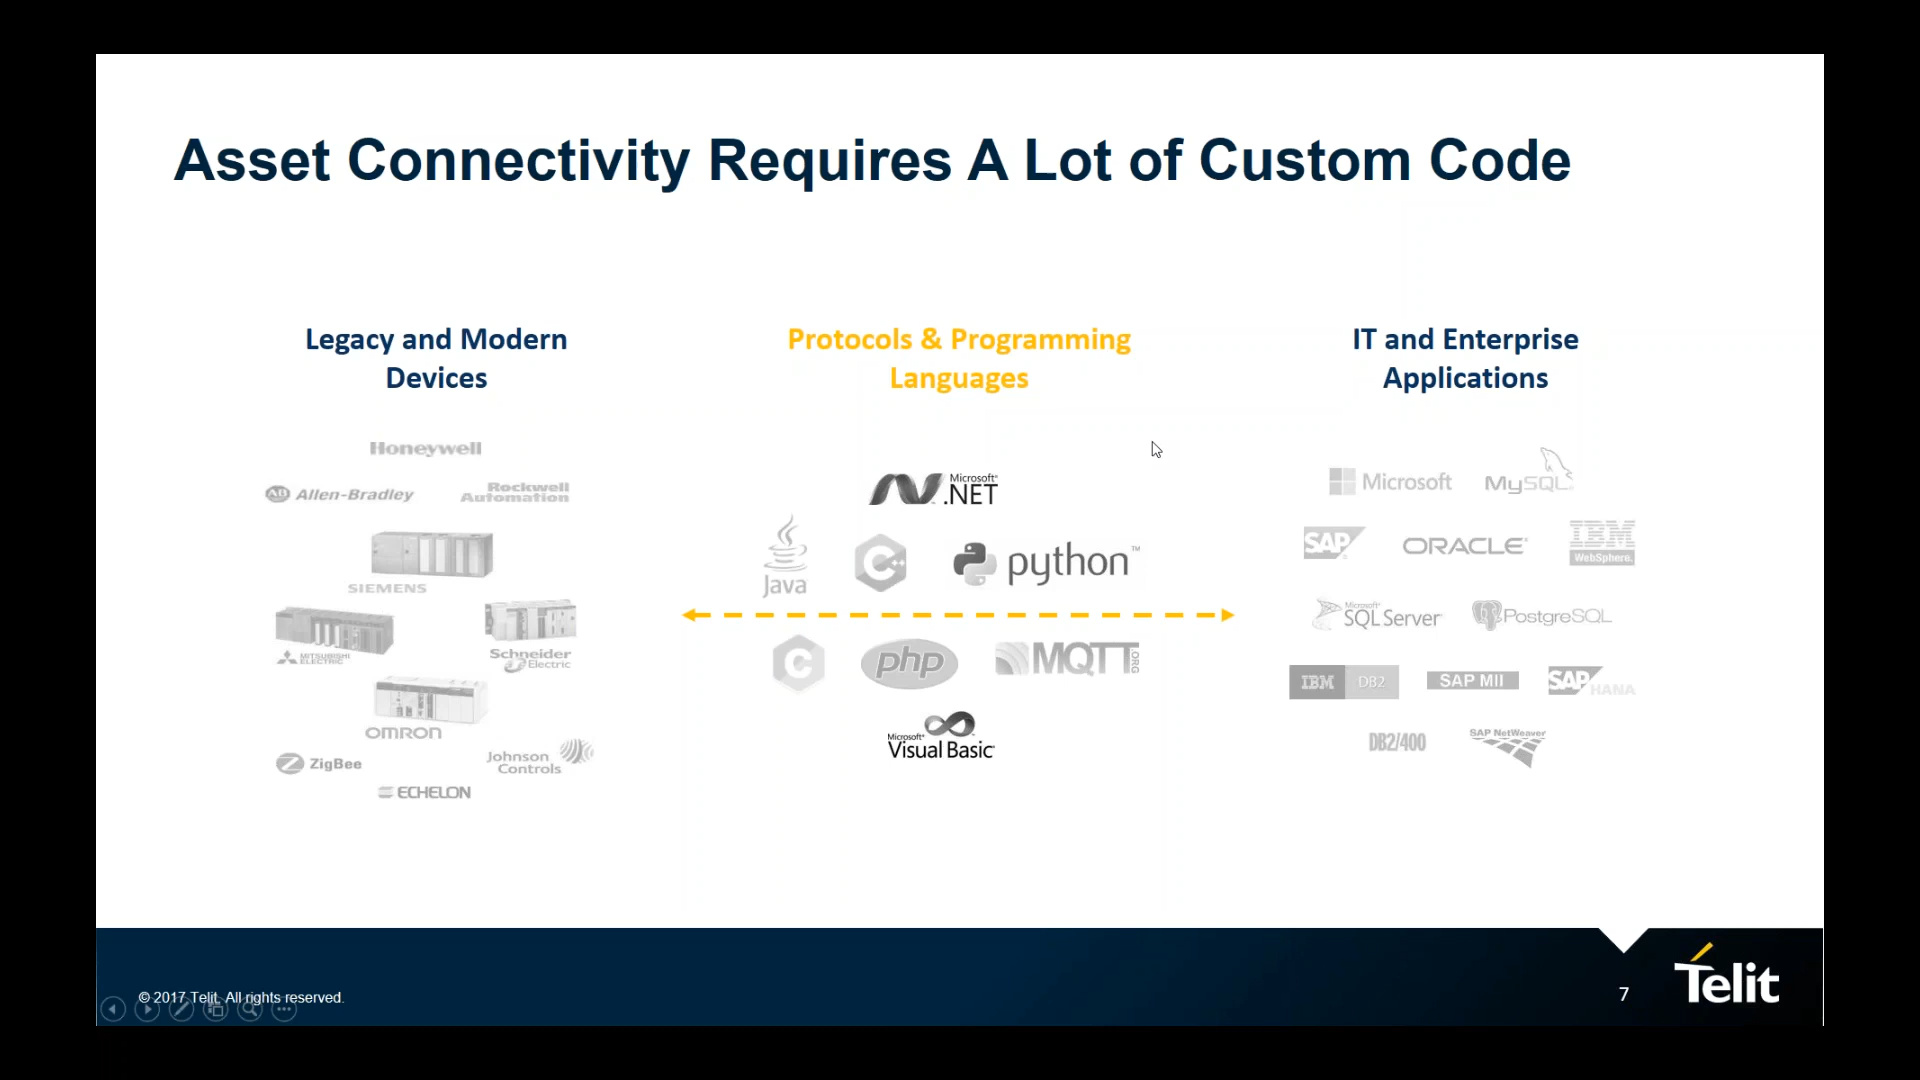 Asset Connectivity Requires A Lot of Custom Code
Legacy and Modern
Devices
Honeywell
AB Allen-Bradley
Rockwell
Automation
SIEMENS
MITSUBISHI
ELECTRIC
Schneider
Electric
OMRON
ZigBee
Johnson
Controls
ECHELON
Protocols & Programming
Languages
Microsoft®
.NET
Java
C++
python™
C
php
MQTT.ORG
Microsoft®
Visual Basic®
IT and Enterprise
Applications
Microsoft
MySQL®
SAP®
ORACLE®
IBM
WebSphere.
Microsoft®
SQL Server®
PostgreSQL
IBM DB2
SAP MII
SAP HANA
DB2/400
SAP NetWeaver
© 2017 Telit. All rights reserved.
7
Telit